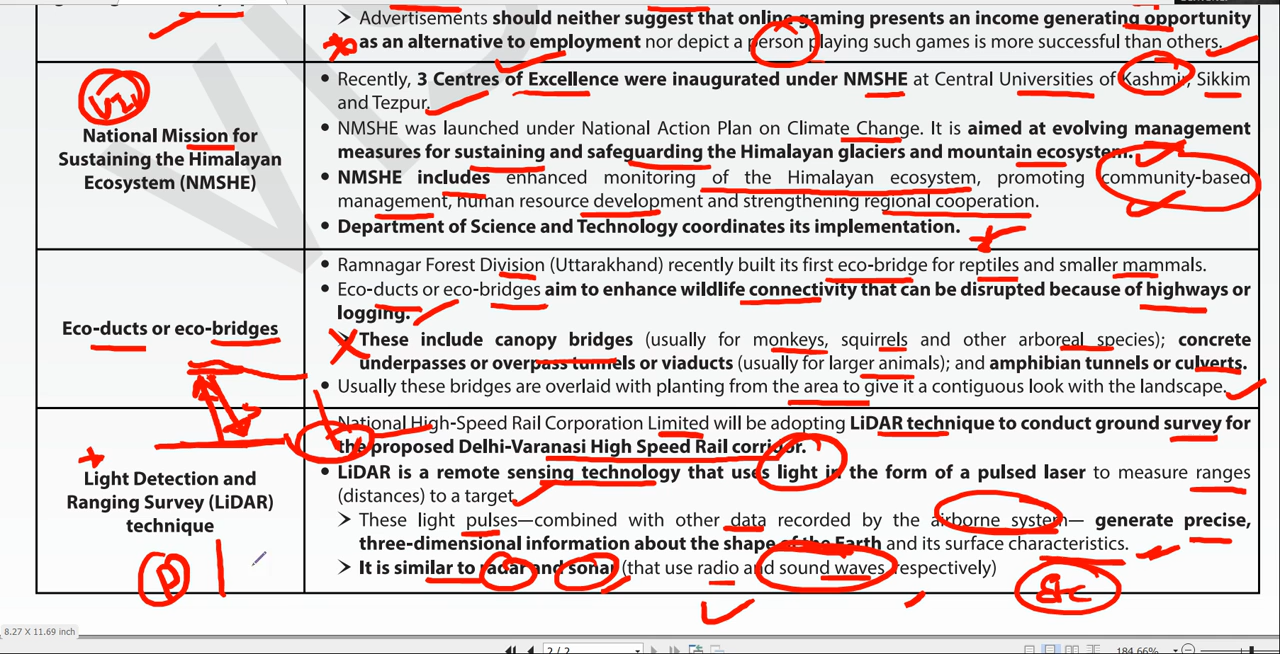 ➤ Advertisements should neither suggest that online gaming presents an income generating opportunity
as an alternative to employment nor depict a person playing such games is more successful than others.
National Mission for
Sustaining the Himalayan
Ecosystem (NMSHE)
• Recently, 3 Centres of Excellence were inaugurated under NMSHE at Central Universities of Kashmir, Sikkim
and Tezpur.
• NMSHE was launched under National Action Plan on Climate Change. It is aimed at evolving management
measures for sustaining and safeguarding the Himalayan glaciers and mountain ecosystem.
• NMSHE includes enhanced monitoring of the Himalayan ecosystem, promoting community-based
management, human resource development and strengthening regional cooperation.
• Department of Science and Technology coordinates its implementation.
Eco-ducts or eco-bridges
• Ramnagar Forest Division (Uttarakhand) recently built its first eco-bridge for reptiles and smaller mammals.
• Eco-ducts or eco-bridges aim to enhance wildlife connectivity that can be disrupted because of highways or
logging.
➤ These include canopy bridges (usually for monkeys, squirrels and other arboreal species); concrete
underpasses or overpass tunnels or viaducts (usually for larger animals); and amphibian tunnels or culverts.
• Usually these bridges are overlaid with planting from the area to give it a contiguous look with the landscape.
Light Detection and
Ranging Survey (LiDAR)
technique
National High-Speed Rail Corporation Limited will be adopting LiDAR technique to conduct ground survey for
the proposed Delhi-Varanasi High Speed Rail corridor.
• LiDAR is a remote sensing technology that uses light in the form of a pulsed laser to measure ranges
(distances) to a target.
➤ These light pulses—combined with other data recorded by the airborne system— generate precise,
three-dimensional information about the shape of the Earth and its surface characteristics.
➤ It is similar to radar and sonar (that use radio and sound waves, respectively)
8.27 X 11.69 inch
2 / 2
184.66%